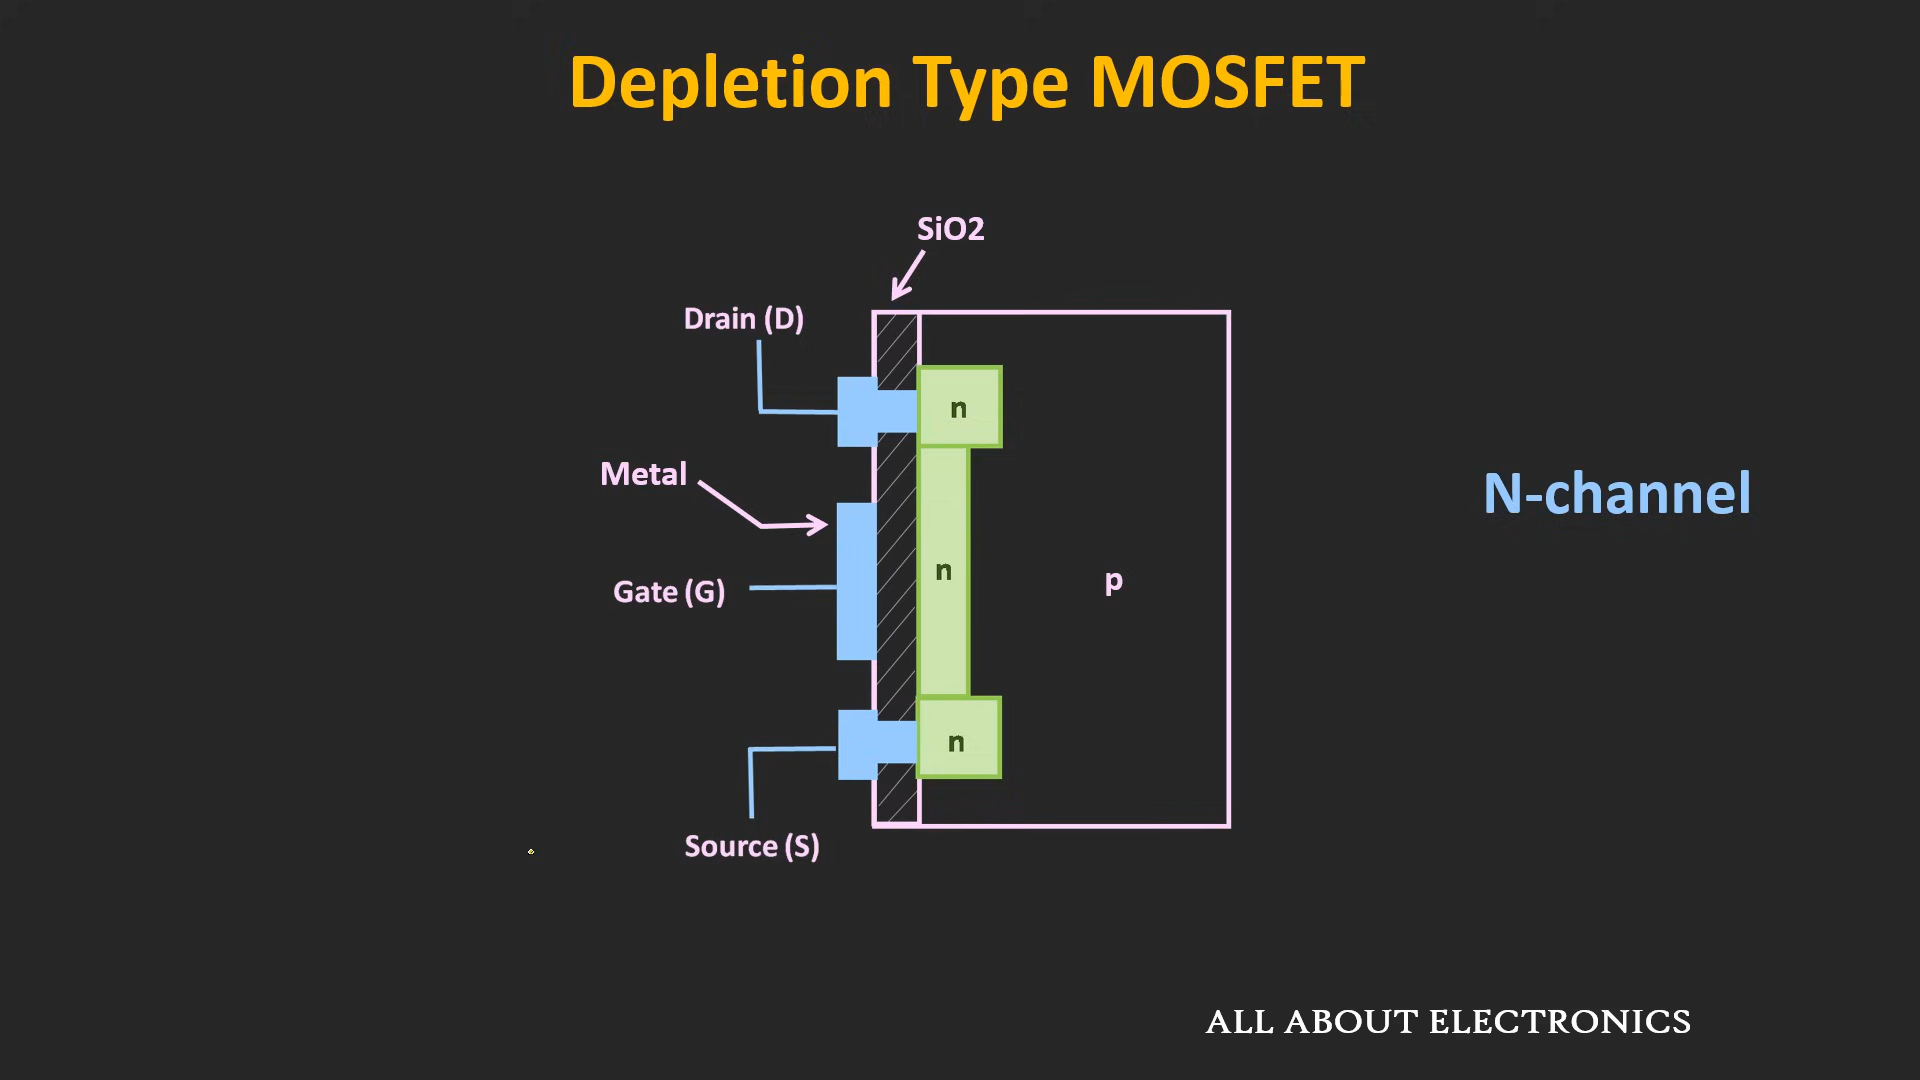 Depletion Type MOSFET
SiO2
Drain (D)
n
Metal
N-channel
n
p
Gate (G)
n
Source (S)
ALL ABOUT ELECTRONICS